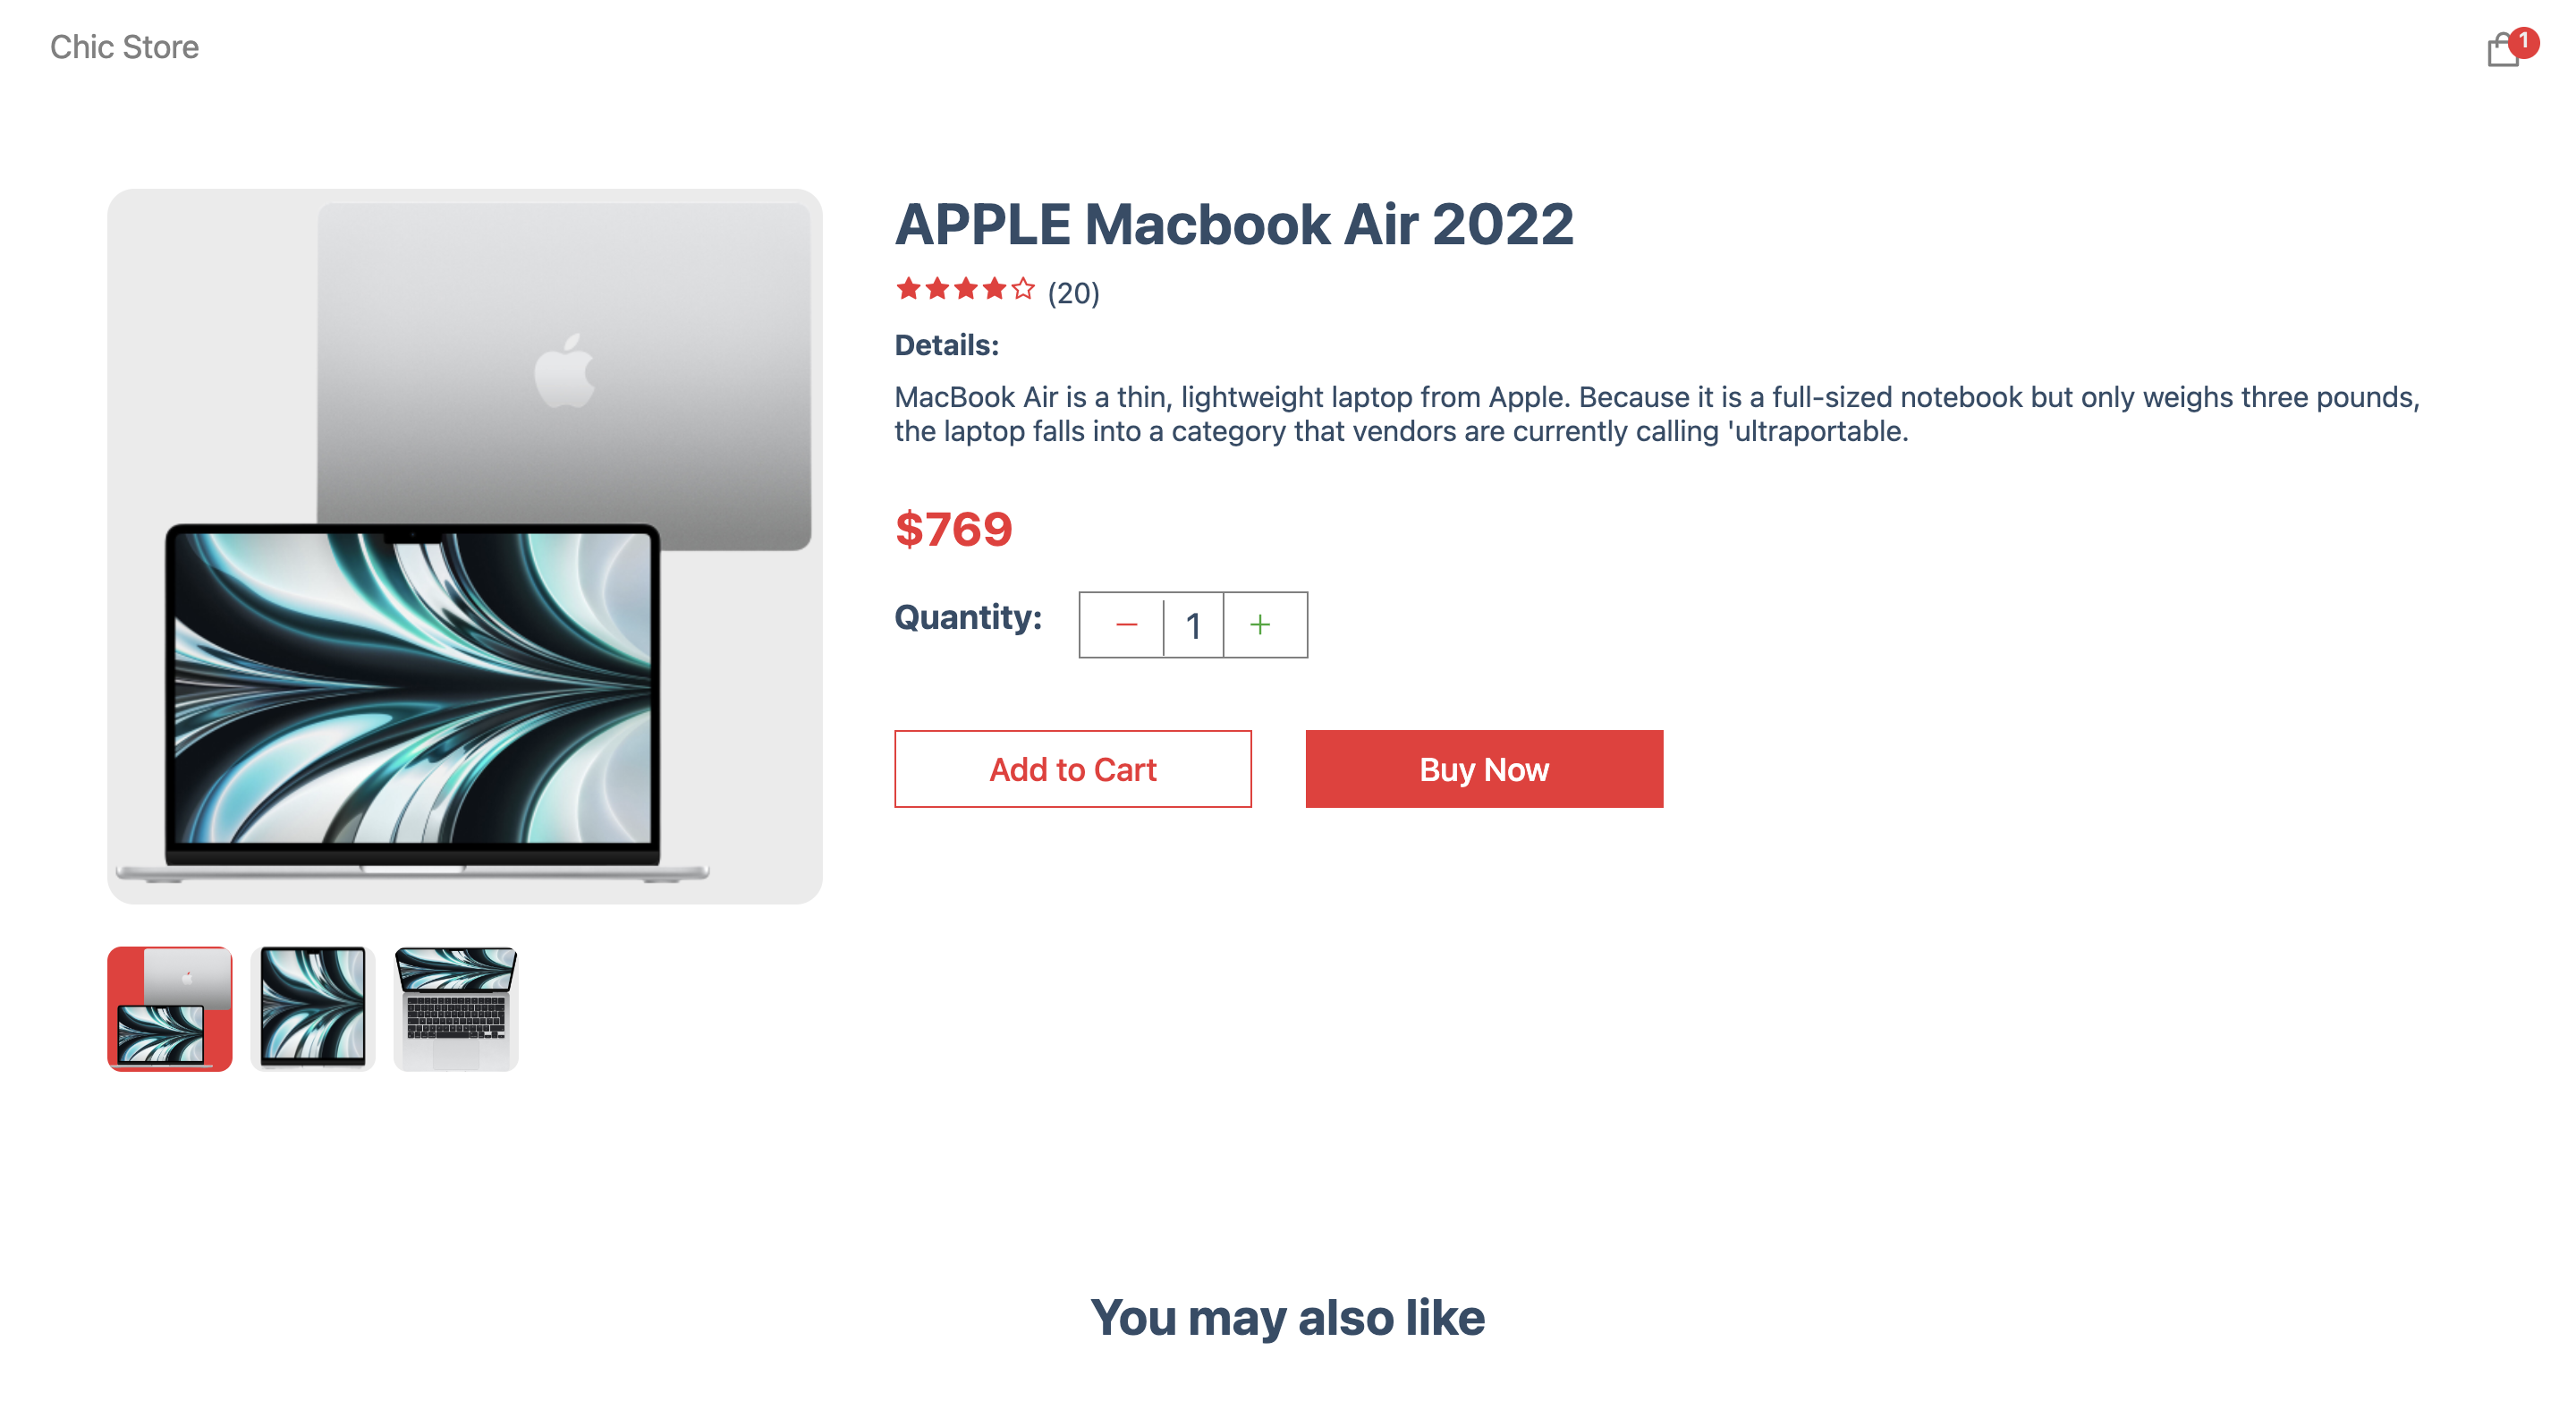 Chic Store
1
APPLE Macbook Air 2022
(20)
Details:
MacBook Air is a thin, lightweight laptop from Apple. Because it is a full-sized notebook but only weighs three pounds,
the laptop falls into a category that vendors are currently calling 'ultraportable.
$769
Quantity: − 1 +
Add to Cart Buy Now
You may also like